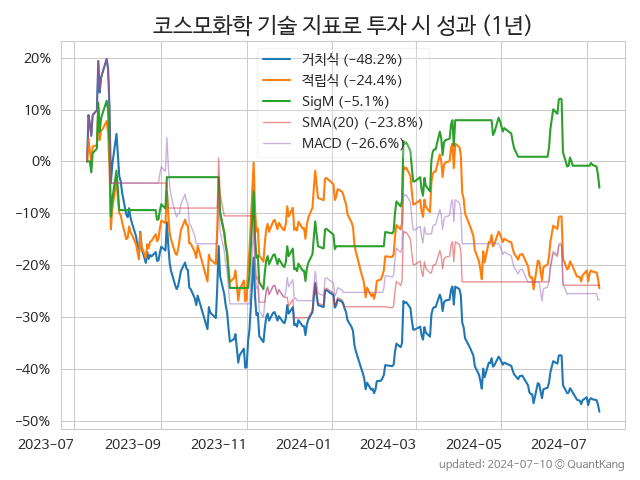 코스모화학 기술 지표로 투자 시 성과 (1년)
거치식 (−48.2%)
적립식 (−24.4%)
SigM (−5.1%)
SMA(20) (−23.8%)
MACD (−26.6%)
20%
10%
0%
−10%
−20%
−30%
−40%
−50%
2023-07 2023-09 2023-11 2024-01 2024-03 2024-05 2024-07
updated: 2024-07-10 © QuantKang